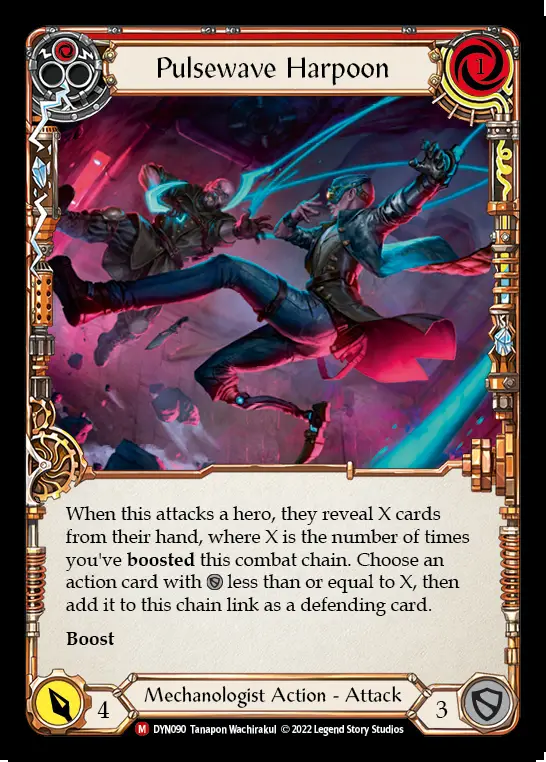 Pulsewave Harpoon
1
When this attacks a hero, they reveal X cards
from their hand, where X is the number of times
you've boosted this combat chain. Choose an
action card with less than or equal to X, then
add it to this chain link as a defending card.
Boost
4
Mechanologist Action - Attack
3
M DYN090 Tanapon Wachirakul © 2022 Legend Story Studios